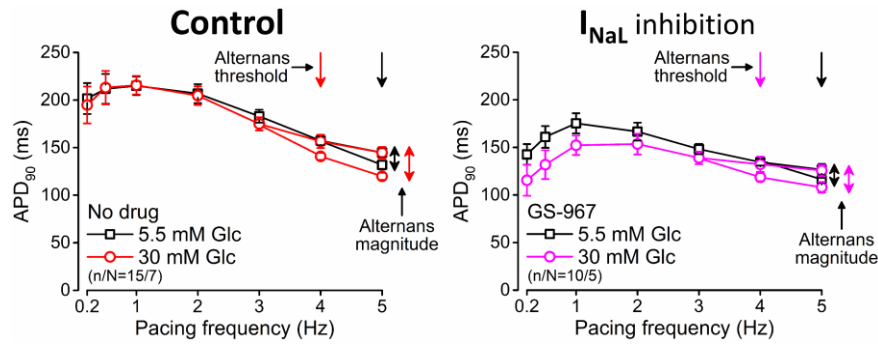 Control
250
200
150
100
50
0
APD90 (ms)
Alternans
threshold
Alternans
magnitude
No drug
5.5 mM Glc
30 mM Glc
(n/N=15/7)
0.2 1 2 3 4 5
Pacing frequency (Hz)
INaL inhibition
250
200
150
100
50
0
APD90 (ms)
Alternans
threshold
Alternans
magnitude
GS-967
5.5 mM Glc
30 mM Glc
(n/N=10/5)
0.2 1 2 3 4 5
Pacing frequency (Hz)